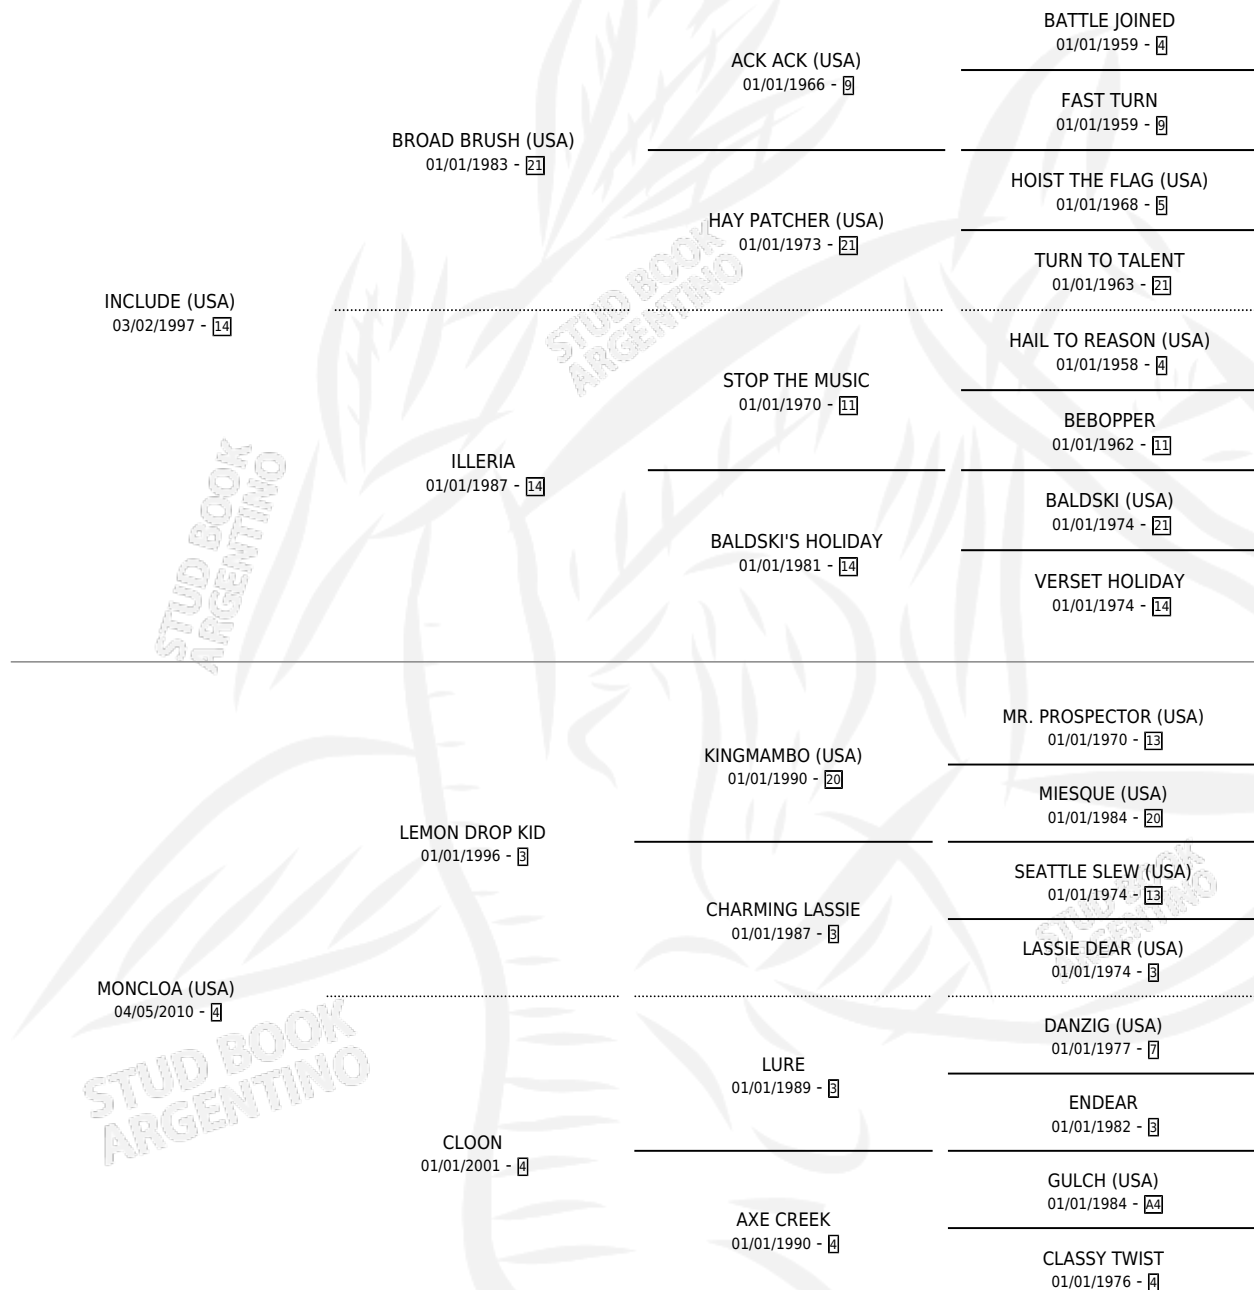 BATTLE JOINED
01/01/1959 - 4
ACK ACK (USA)
01/01/1966 - 9
FAST TURN
01/01/1959 - 9
BROAD BRUSH (USA)
01/01/1983 - 21
HOIST THE FLAG (USA)
01/01/1968 - 5
HAY PATCHER (USA)
01/01/1973 - 21
TURN TO TALENT
01/01/1963 - 21
INCLUDE (USA)
03/02/1997 - 14
HAIL TO REASON (USA)
01/01/1958 - 4
STOP THE MUSIC
01/01/1970 - 11
BEBOPPER
01/01/1962 - 11
ILLERIA
01/01/1987 - 14
BALDSKI (USA)
01/01/1974 - 21
BALDSKI'S HOLIDAY
01/01/1981 - 14
VERSET HOLIDAY
01/01/1974 - 14
MR. PROSPECTOR (USA)
01/01/1970 - 13
KINGMAMBO (USA)
01/01/1990 - 20
MIESQUE (USA)
01/01/1984 - 20
LEMON DROP KID
01/01/1996 - 3
SEATTLE SLEW (USA)
01/01/1974 - 13
CHARMING LASSIE
01/01/1987 - 3
LASSIE DEAR (USA)
01/01/1974 - 3
MONCLOA (USA)
04/05/2010 - 4
DANZIG (USA)
01/01/1977 - 7
LURE
01/01/1989 - 3
ENDEAR
01/01/1982 - 3
CLOON
01/01/2001 - 4
GULCH (USA)
01/01/1984 - A4
AXE CREEK
01/01/1990 - 4
CLASSY TWIST
01/01/1976 - 4
STUD BOOK
ARGENTINO
STUD BOOK
ARGENTINO
STUD BOOK
ARGENTINO
STUD BOOK
ARGENTINO